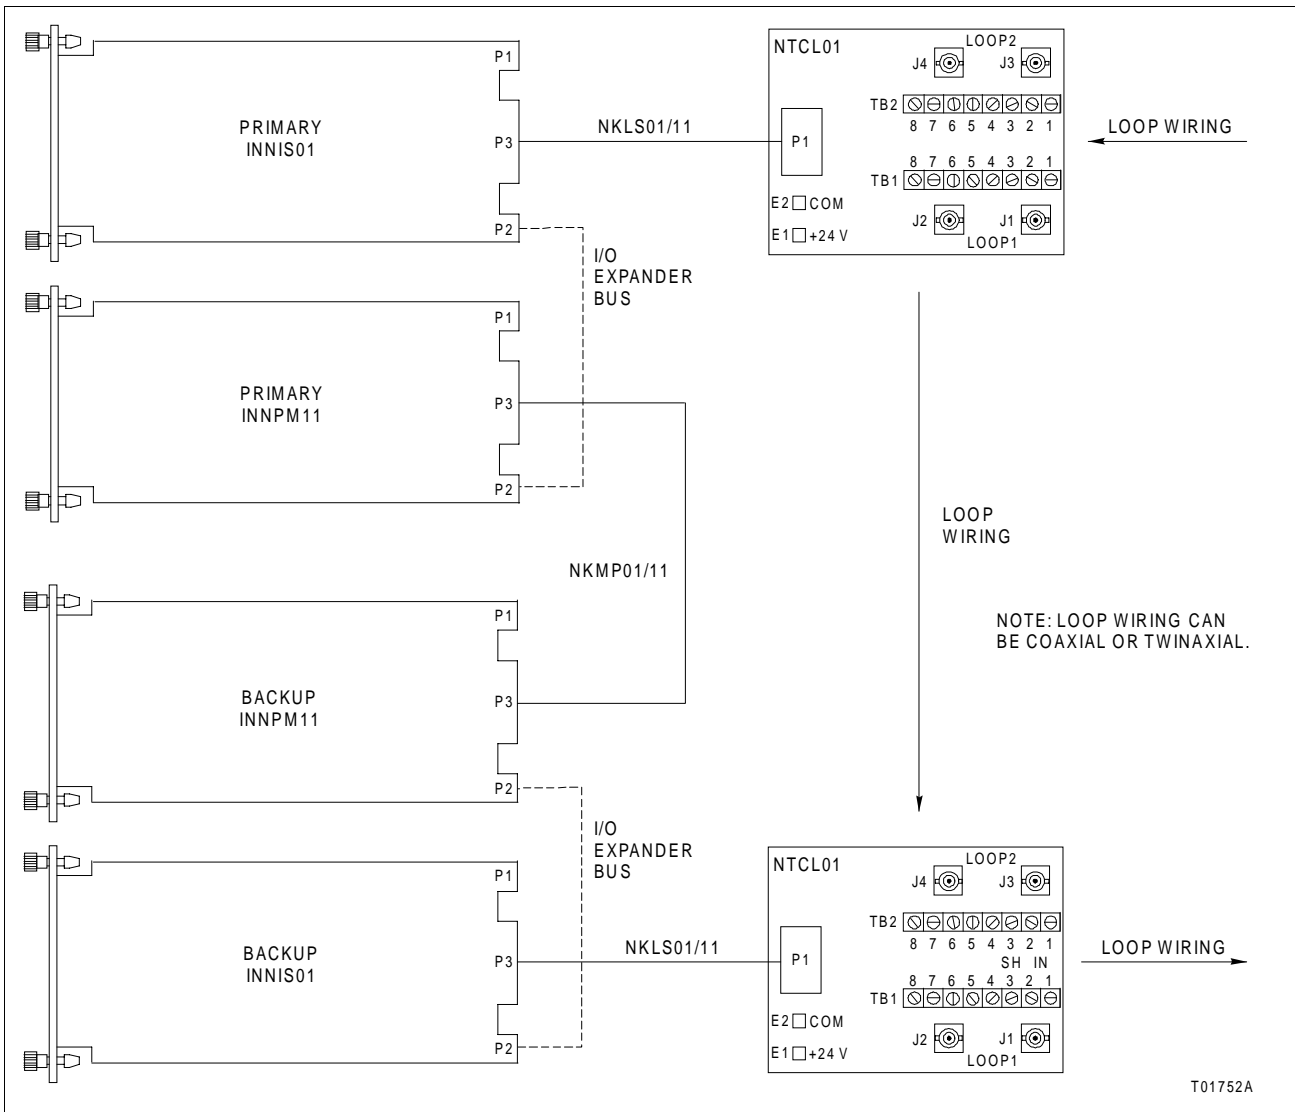 P1
PRIMARY
INNIS01
P3
P2
NKLS01/11
NTCL01
LOOP2
J4
J3
TB2
8 7 6 5 4 3 2 1
P1
8 7 6 5 4 3 2 1
TB1
E2 COM
E1 +24 V
J2
J1
LOOP1
LOOP WIRING
I/O
EXPANDER
BUS
P1
PRIMARY
INNPM11
P3
P2
NKMP01/11
LOOP
WIRING
NOTE: LOOP WIRING CAN
BE COAXIAL OR TWINAXIAL.
P1
BACKUP
INNPM11
P3
P2
I/O
EXPANDER
BUS
P1
BACKUP
INNIS01
P3
P2
NKLS01/11
NTCL01
LOOP2
J4
J3
TB2
8 7 6 5 4 3 2 1
SH IN
P1
8 7 6 5 4 3 2 1
TB1
E2 COM
E1 +24 V
J2
J1
LOOP1
LOOP WIRING
T01752A